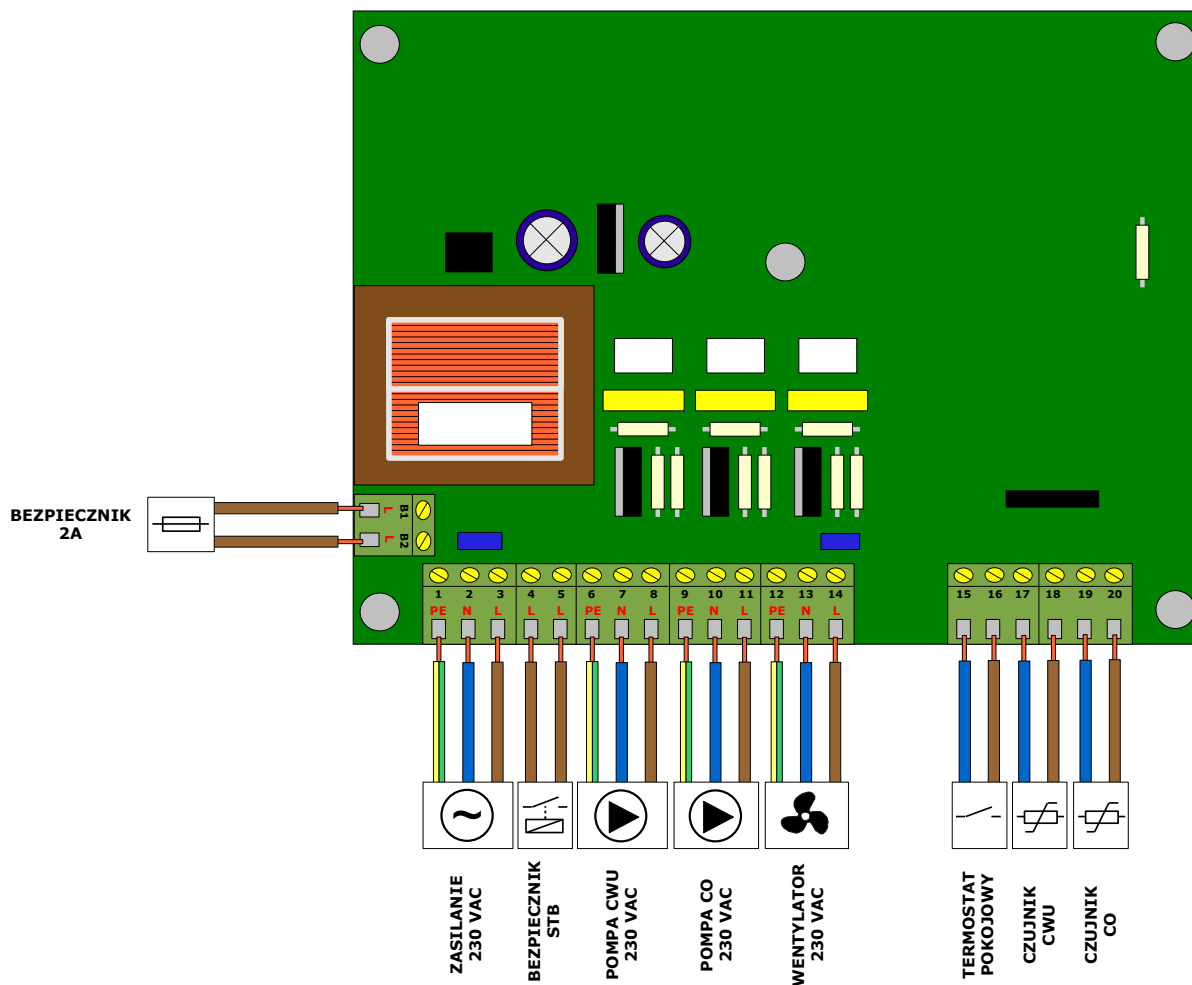 BEZPIECZNIK
2A
L B1
L B2
1 2 3 4 5 6 7 8 9 10 11 12 13 14
PE N L L L PE N L PE N L PE N L
15 16 17 18 19 20
~
ZASILANIE
230 VAC
BEZPIECZNIK
STB
POMPA CWU
230 VAC
POMPA CO
230 VAC
WENTYLATOR
230 VAC
TERMOSTAT
POKOJOWY
CZUJNIK
CWU
CZUJNIK
CO